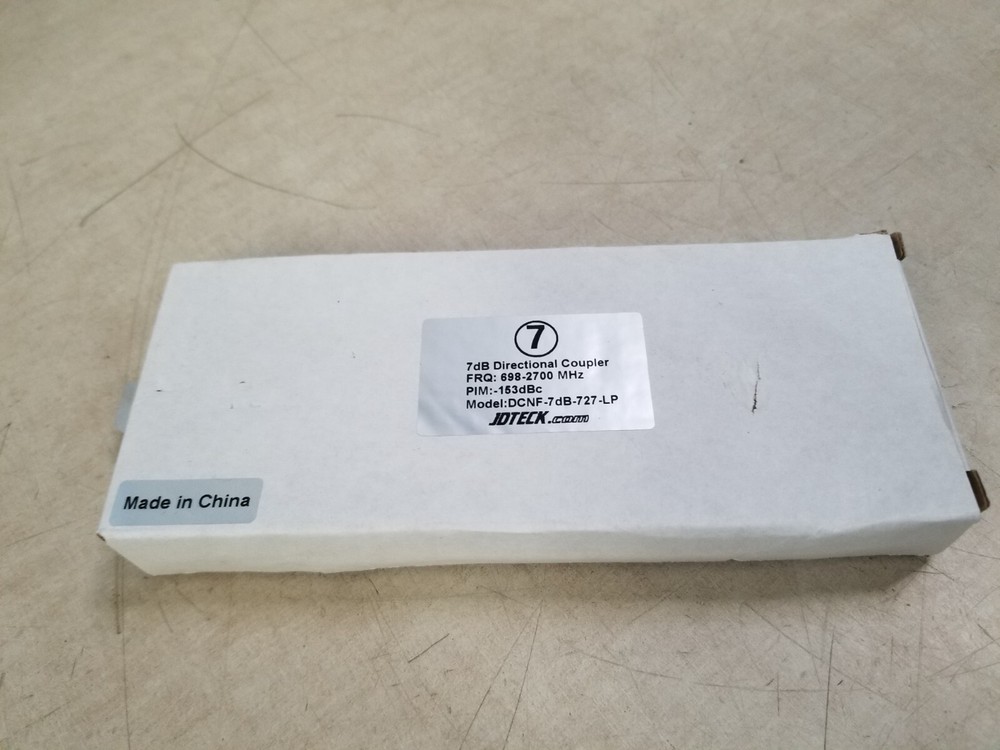 7
7dB Directional Coupler
FRQ: 698-2700 MHz
PIM:-153dBc
Model:DCNF-7dB-727-LP
JDTECK.com
Made in China